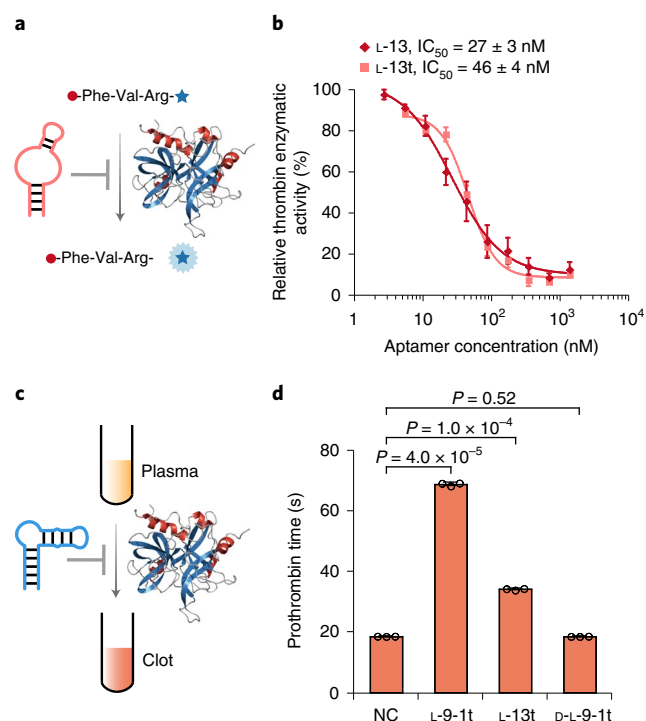 a
-Phe-Val-Arg-
-Phe-Val-Arg-
b
L-13, IC50 = 27 ± 3 nM
L-13t, IC50 = 46 ± 4 nM
Relative thrombin enzymatic
activity (%)
100
80
60
40
20
0
1
10
10²
10³
10⁴
Aptamer concentration (nM)
c
Plasma
Clot
d
P = 0.52
P = 1.0 × 10⁻⁴
P = 4.0 × 10⁻⁵
Prothrombin time (s)
80
60
40
20
0
NC
L-9-1t
L-13t
D-L-9-1t